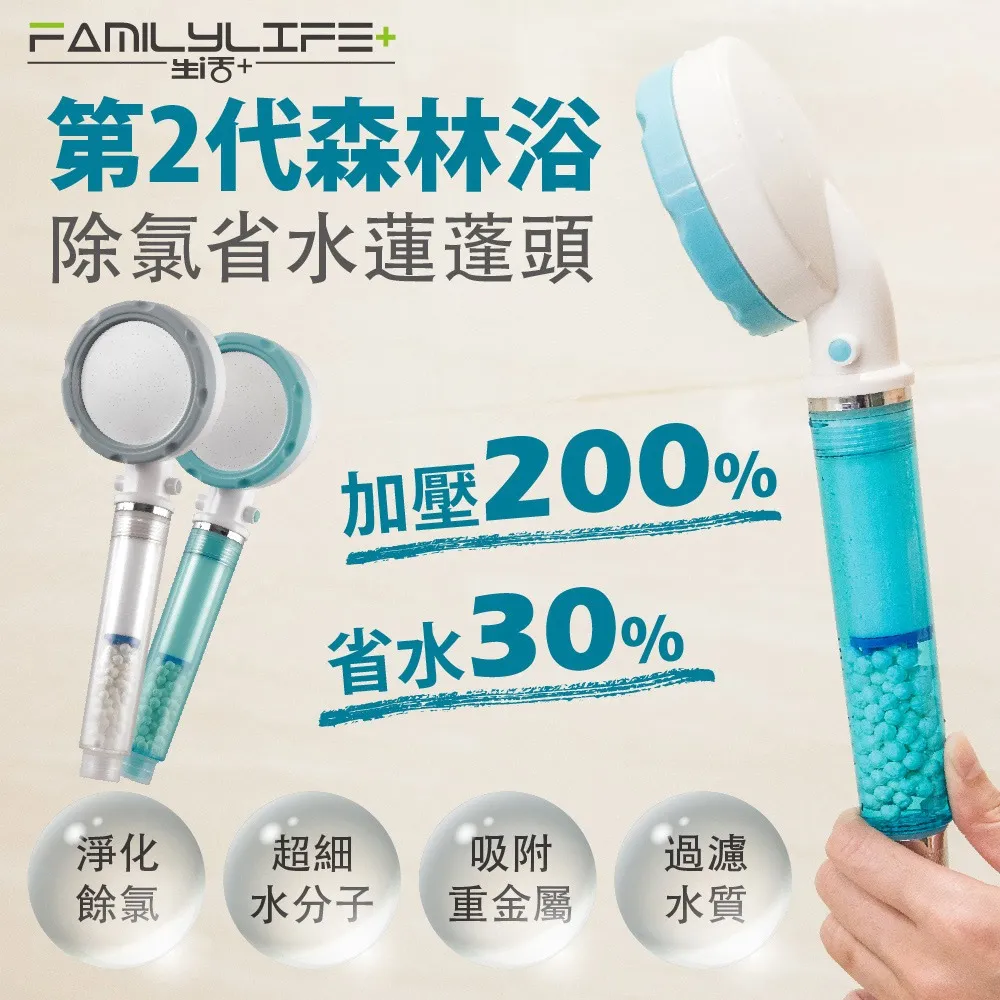 FAMILYLIFE+
生活+
第2代森林浴
除氯省水蓮蓬頭
加壓200%
省水30%
淨化
餘氯
超細
水分子
吸附
重金屬
過濾
水質